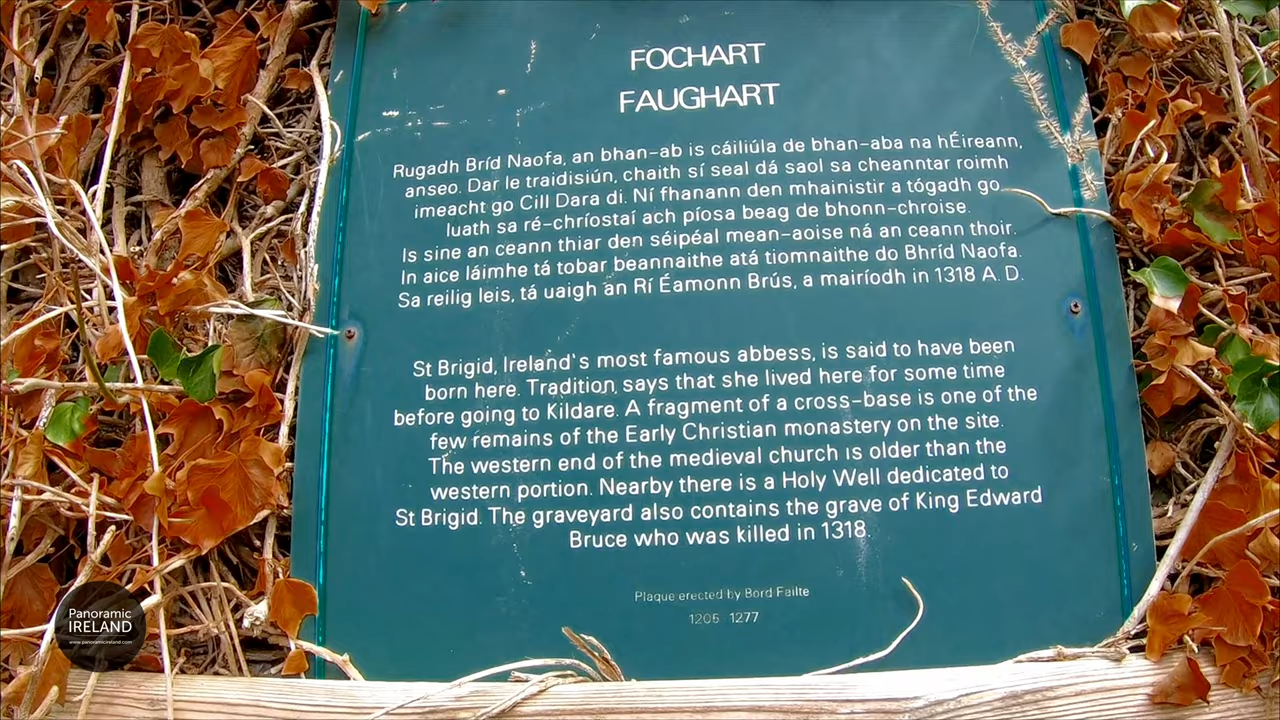 FOCHART
FAUGHART
Rugadh Bríd Naofa, an bhan-ab is cáiliúla de bhan-aba na hÉireann,
anseo. Dar le traidisiún, chaith sí seal dá saol sa cheanntar roimh
imeacht go Cill Dara di. Ní fhanann den mhainistir a tógadh go
luath sa ré-chríostaí ach píosa beag de bhonn-chroise.
Is sine an ceann thiar den séipéal mean-aoise ná an ceann thoir.
In aice láimhe tá tobar beannaithe atá tiomnaithe do Bhríd Naofa.
Sa reilig leis, tá uaigh an Rí Éamonn Brús, a mairíodh in 1318 A. D.
St Brigid, Ireland's most famous abbess, is said to have been
born here. Tradition says that she lived here for some time
before going to Kildare. A fragment of a cross-base is one of the
few remains of the Early Christian monastery on the site.
The western end of the medieval church is older than the
western portion. Nearby there is a Holy Well dedicated to
St Brigid. The graveyard also contains the grave of King Edward
Bruce who was killed in 1318.
Plaque erected by Bord Failte
1205 1277
Panoramic
IRELAND
www.panoramicireland.com